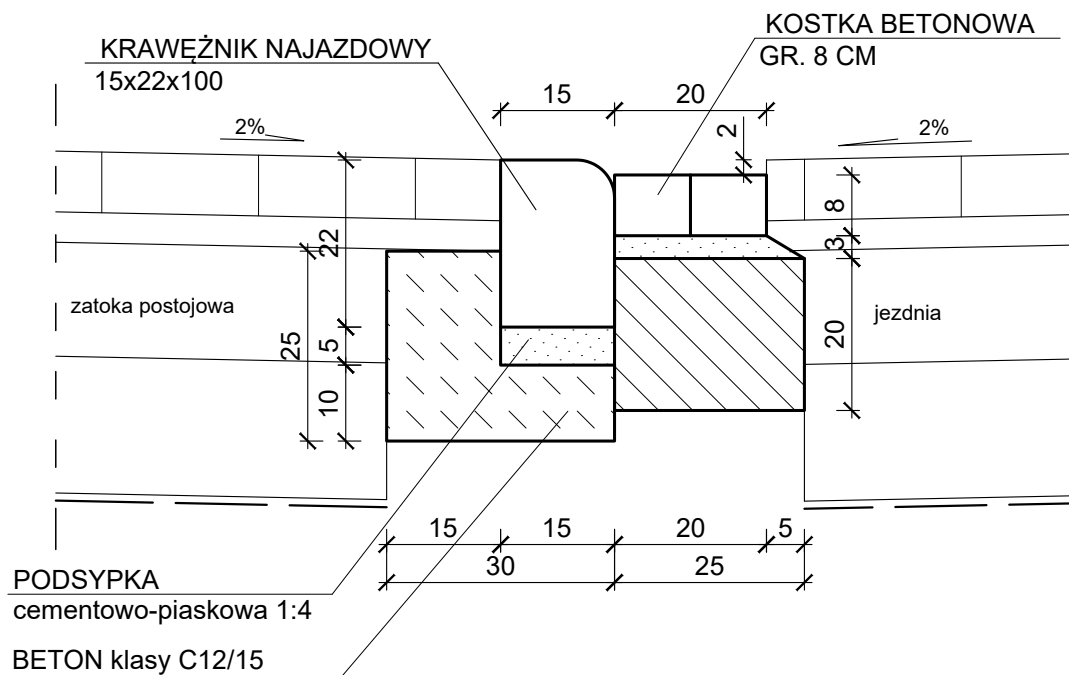 KRAWĘŻNIK NAJAZDOWY
15x22x100
KOSTKA BETONOWA
GR. 8 CM
15
20
2
2%
2%
22
8
3
zatoka postojowa
25
5
10
20
jezdnia
15
15
20
5
30
25
PODSYPKA
cementowo-piaskowa 1:4
BETON klasy C12/15